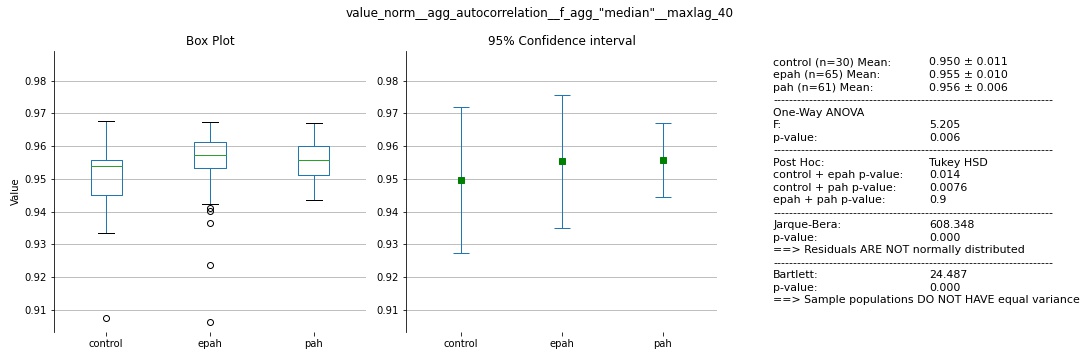 value_norm__agg_autocorrelation__f_agg_"median"__maxlag_40
Box Plot
Value
0.98
0.97
0.96
0.95
0.94
0.93
0.92
0.91
control epah pah
95% Confidence interval
0.98
0.97
0.96
0.95
0.94
0.93
0.92
0.91
control epah pah
control (n=30) Mean: 0.950 ± 0.011
epah (n=65) Mean: 0.955 ± 0.010
pah (n=61) Mean: 0.956 ± 0.006
One-Way ANOVA
F: 5.205
p-value: 0.006
Post Hoc: Tukey HSD
control + epah p-value: 0.014
control + pah p-value: 0.0076
epah + pah p-value: 0.9
Jarque-Bera: 608.348
p-value: 0.000
==> Residuals ARE NOT normally distributed
Bartlett: 24.487
p-value: 0.000
==> Sample populations DO NOT HAVE equal variance